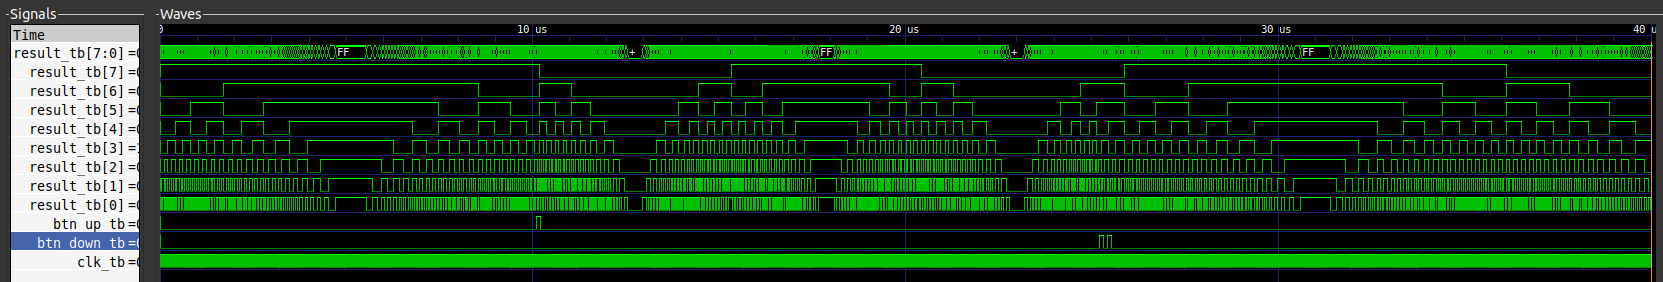 Signals Waves
Time 10 us 20 us 30 us 40 u
result_tb[7:0] =0 FF + FF + FF
result_tb[7] =
result_tb[6] =
result_tb[5] =
result_tb[4] =
result_tb[3] =
result_tb[2] =
result_tb[1] =
result_tb[0] =
btn_up_tb =
btn_down_tb =
clk_tb =